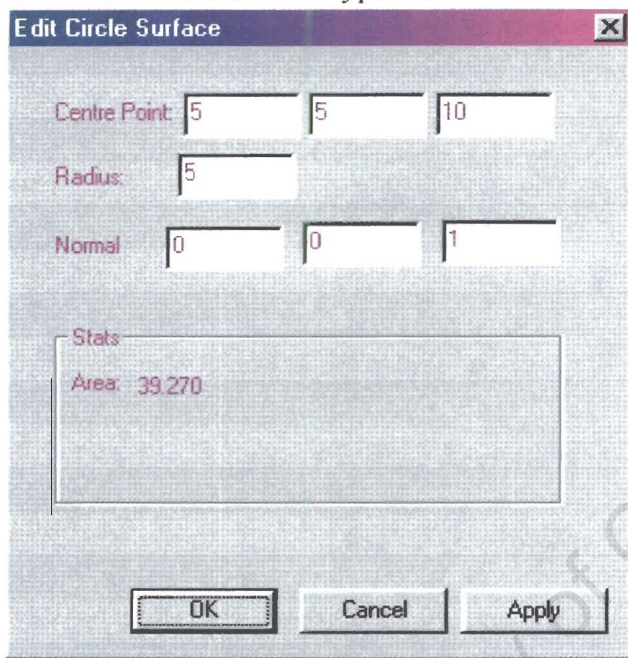 Edit Circle Surface
Centre Point: 5 5 10
Radius: 5
Normal 0 0 1
Stats
Area: 39.270
OK Cancel Apply
of